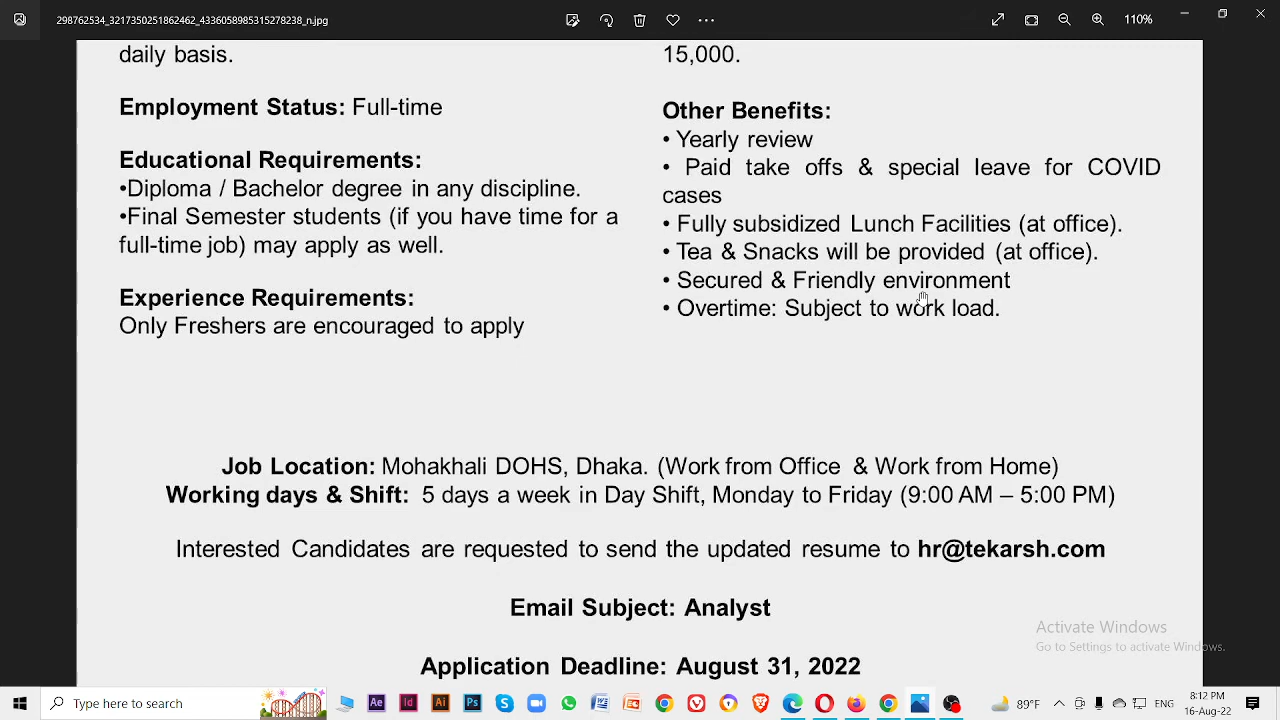 298762534_3217350251862462_4336058985315278238_n.jpg
110%
daily basis.
Employment Status: Full-time
Educational Requirements:
•Diploma / Bachelor degree in any discipline.
•Final Semester students (if you have time for a
full-time job) may apply as well.
Experience Requirements:
Only Freshers are encouraged to apply
15,000.
Other Benefits:
• Yearly review
• Paid take offs & special leave for COVID
cases
• Fully subsidized Lunch Facilities (at office).
• Tea & Snacks will be provided (at office).
• Secured & Friendly environment
• Overtime: Subject to work load.
Job Location: Mohakhali DOHS, Dhaka. (Work from Office & Work from Home)
Working days & Shift: 5 days a week in Day Shift, Monday to Friday (9:00 AM – 5:00 PM)
Interested Candidates are requested to send the updated resume to hr@tekarsh.com
Email Subject: Analyst
Application Deadline: August 31, 2022
Activate Windows
Go to Settings to activate Windows.
Type here to search
Ae
Id
Ai
Ps
89°F
ENG
8:12 PM
16-Aug-22